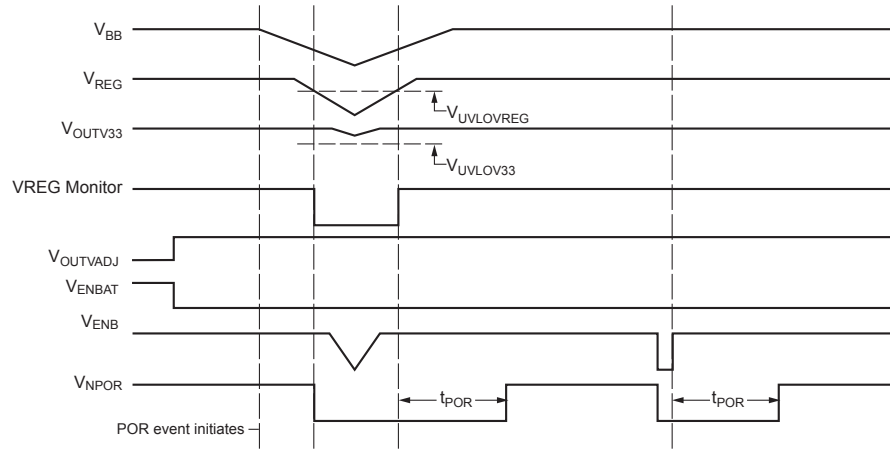 VBB
VREG
VUVLOVREG
VOUTV33
VUVLOV33
VREG Monitor
VOUTVADJ
VENBAT
VENB
VNPOR
tPOR
tPOR
POR event initiates